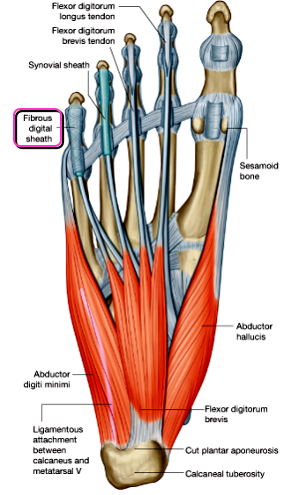 Flexor digitorum
longus tendon
Flexor digitorum
brevis tendon
Synovial sheath
Fibrous
digital
sheath
Sesamoid
bone
Abductor
hallucis
Abductor
digiti minimi
Flexor digitorum
brevis
Ligamentous
attachment
between
calcaneus and
metatarsal V
Cut plantar aponeurosis
Calcaneal tuberosity